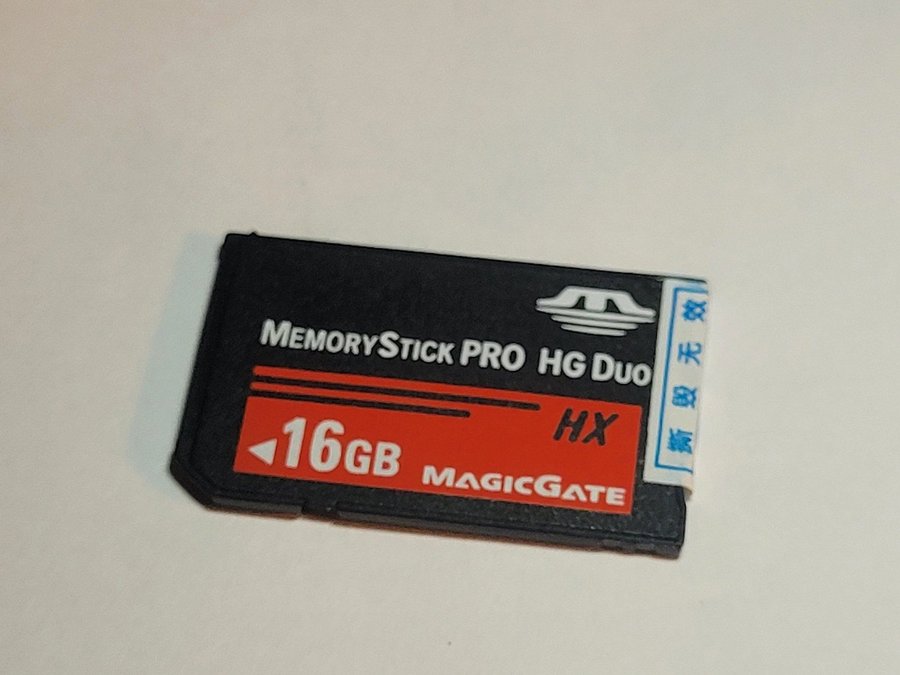 MEMORYSTICK PRO HG DUO
HX
16GB
MAGICGATE
撕毁无效